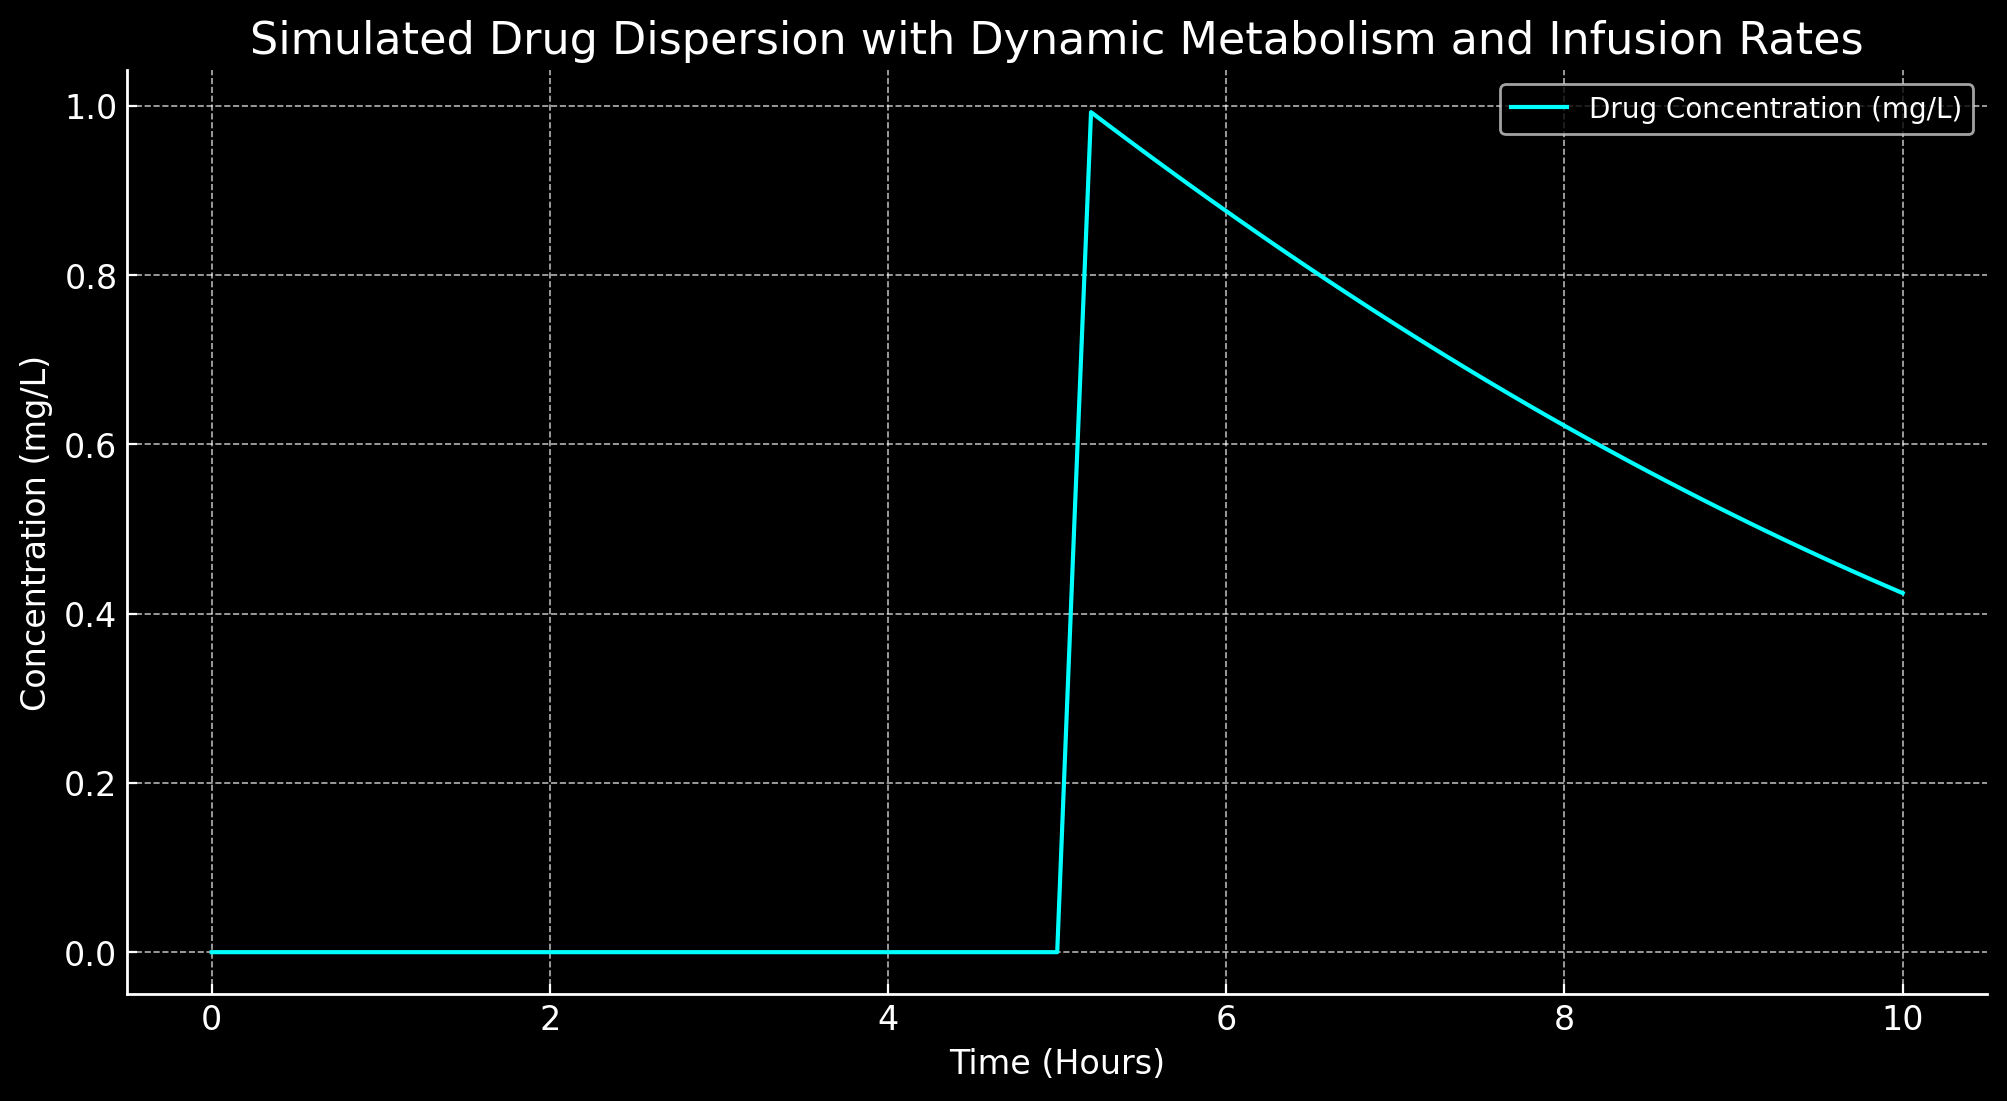 Simulated Drug Dispersion with Dynamic Metabolism and Infusion Rates
Drug Concentration (mg/L)
Concentration (mg/L)
1.0
0.8
0.6
0.4
0.2
0.0
0 2 4 6 8 10
Time (Hours)